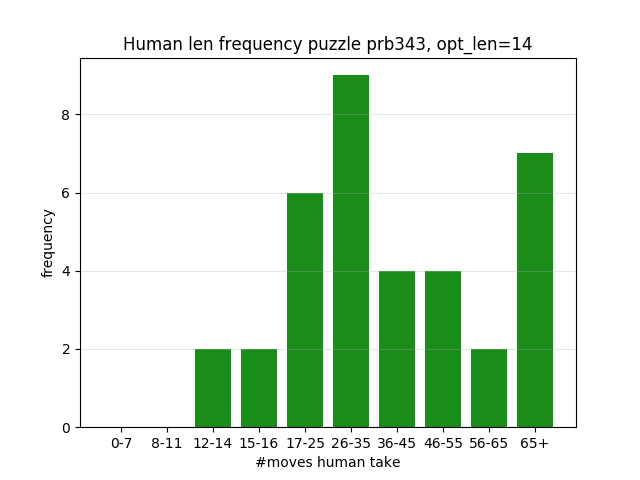 Human len frequency puzzle prb343, opt_len=14
frequency
8
6
4
2
0
0-7 8-11 12-14 15-16 17-25 26-35 36-45 46-55 56-65 65+
#moves human take